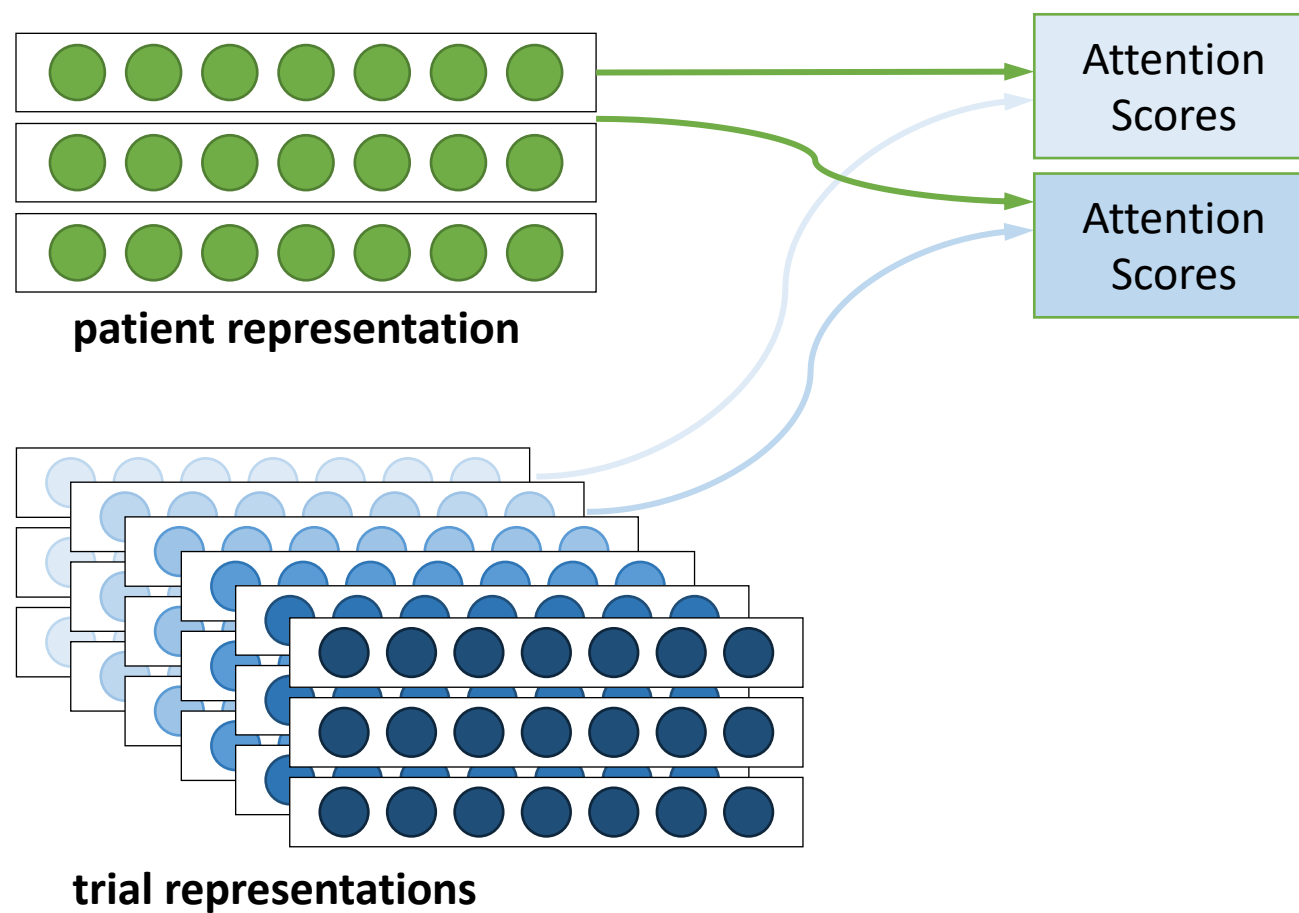 Attention
Scores
Attention
Scores
patient representation
trial representations